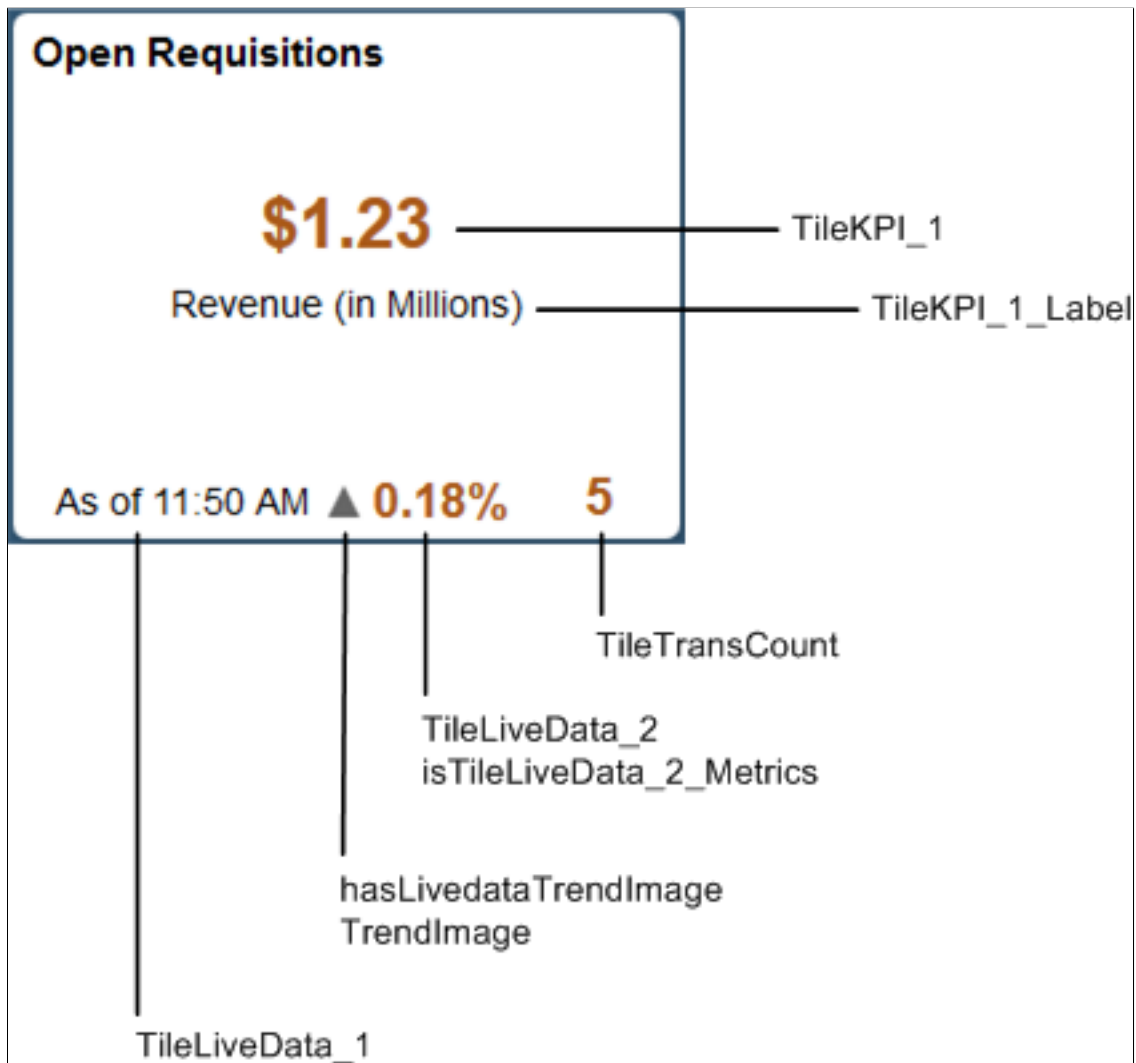 Open Requisitions
$1.23
TileKPI_1
Revenue (in Millions)
TileKPI_1_Label
As of 11:50 AM ▲ 0.18% 5
TileTransCount
TileLiveData_2
isTileLiveData_2_Metrics
hasLivedataTrendImage
TrendImage
TileLiveData_1